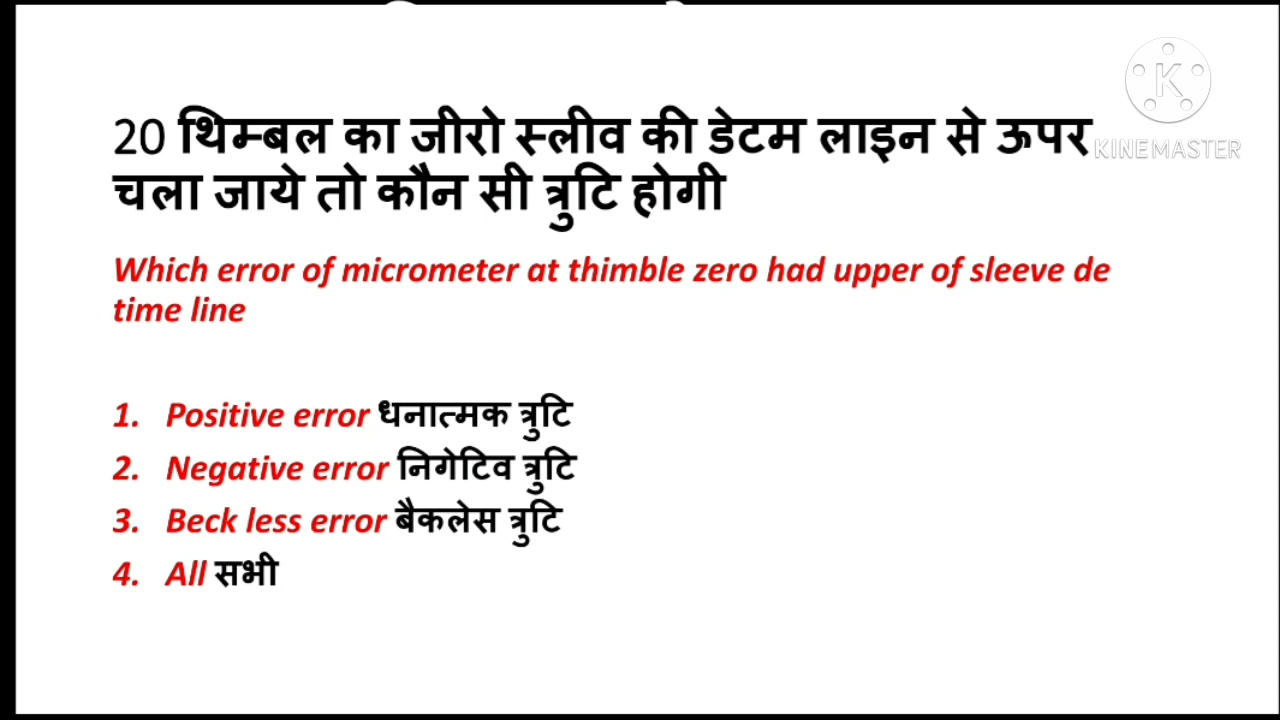 20 थिम्बल का जीरो स्लीव की डेटम लाइन से ऊपर
चला जाये तो कौन सी त्रुटि होगी
Which error of micrometer at thimble zero had upper of sleeve de
time line
1. Positive error धनात्मक त्रुटि
2. Negative error निगेटिव त्रुटि
3. Beck less error बैकलेस त्रुटि
4. All सभी
K
KINEMASTER